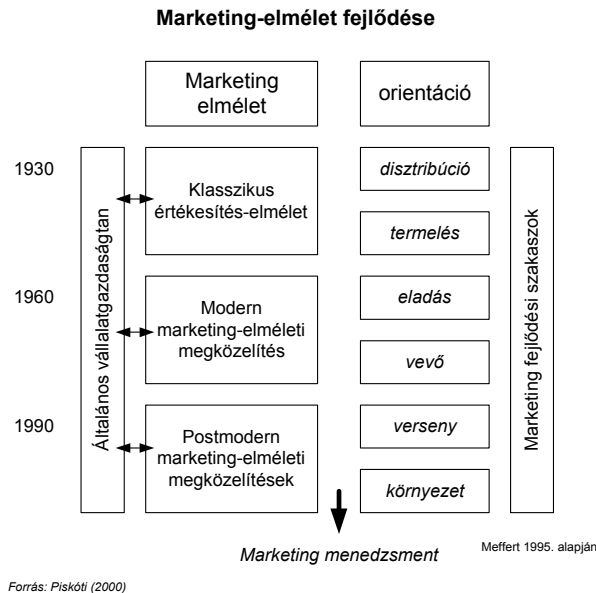 Marketing-elmélet fejlődése
Marketing
elmélet
orientáció
1930
Általános vállalatgazdaságtan
Klasszikus
értékesítés-elmélet
disztribúció
termelés
Marketing fejlődési szakaszok
1960
Modern
marketing-elméleti
megközelítés
eladás
vevő
1990
Postmodern
marketing-elméleti
megközelítések
verseny
környezet
Marketing menedzsment
Meffert 1995. alapján
Forrás: Piskóti (2000)